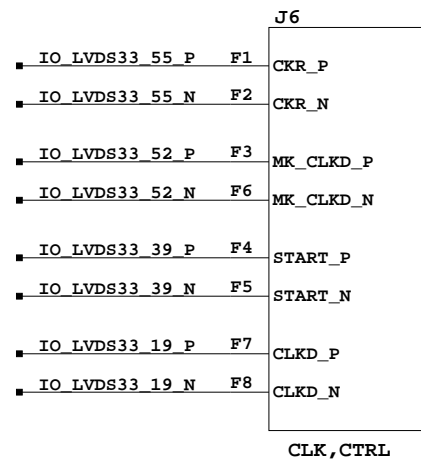 J6
IO_LVDS33_55_P F1 CKR_P
IO_LVDS33_55_N F2 CKR_N
IO_LVDS33_52_P F3 MK_CLKD_P
IO_LVDS33_52_N F6 MK_CLKD_N
IO_LVDS33_39_P F4 START_P
IO_LVDS33_39_N F5 START_N
IO_LVDS33_19_P F7 CLKD_P
IO_LVDS33_19_N F8 CLKD_N
CLK,CTRL